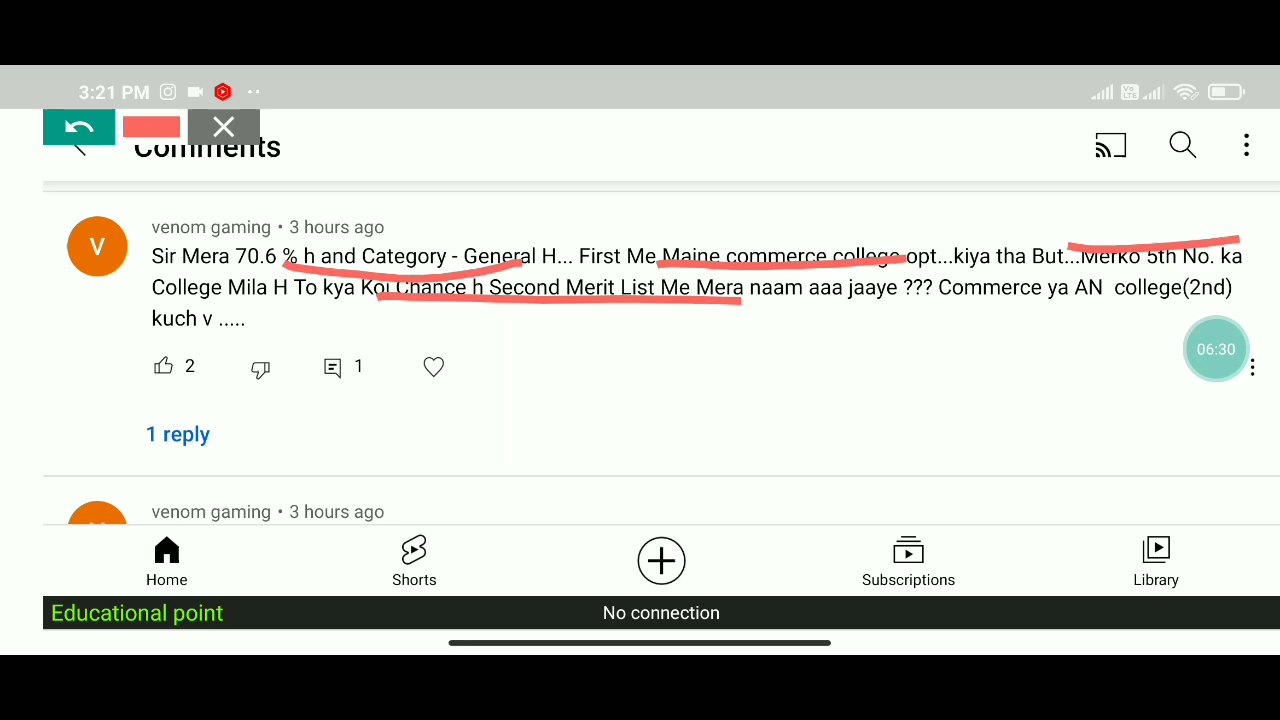 3:21 PM
Comments
venom gaming • 3 hours ago
Sir Mera 70.6 % h and Category - General H... First Me Maine commerce college opt...kiya tha But...Merko 5th No. ka
College Mila H To kya Koi Chance h Second Merit List Me Mera naam aaa jaaye ??? Commerce ya AN college(2nd)
kuch v .....
06:30
V
2
1
1 reply
venom gaming • 3 hours ago
Home
Shorts
Subscriptions
Library
Educational point
No connection